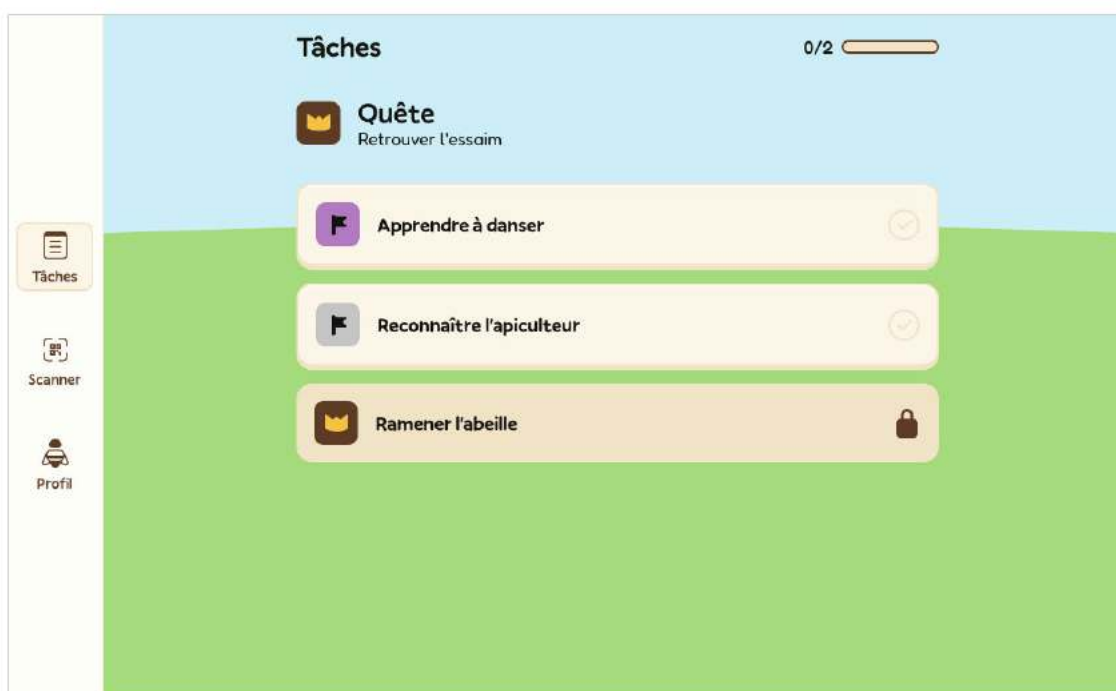 Tâches
0/2
Quête
Retrouver l'essaim
Apprendre à danser
Reconnaître l'apiculteur
Ramener l'abeille
Tâches
Scanner
Profil